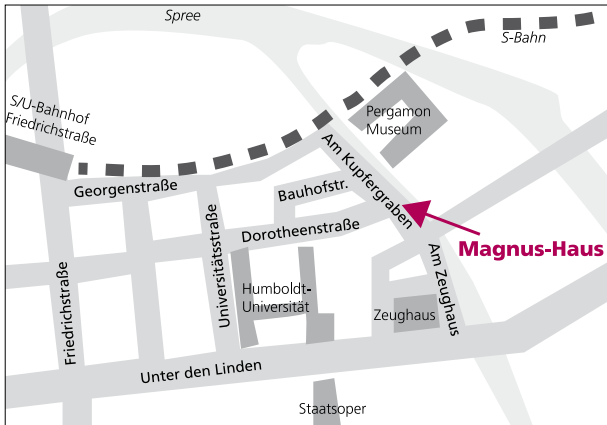 Spree
S-Bahn
S/U-Bahnhof
Friedrichstraße
Pergamon
Museum
Am Kupfergraben
Georgenstraße
Bauhofstr.
Universitätsstraße
Dorotheenstraße
Magnus-Haus
Am Zeughaus
Friedrichstraße
Humboldt-
Universität
Zeughaus
Unter den Linden
Staatsoper